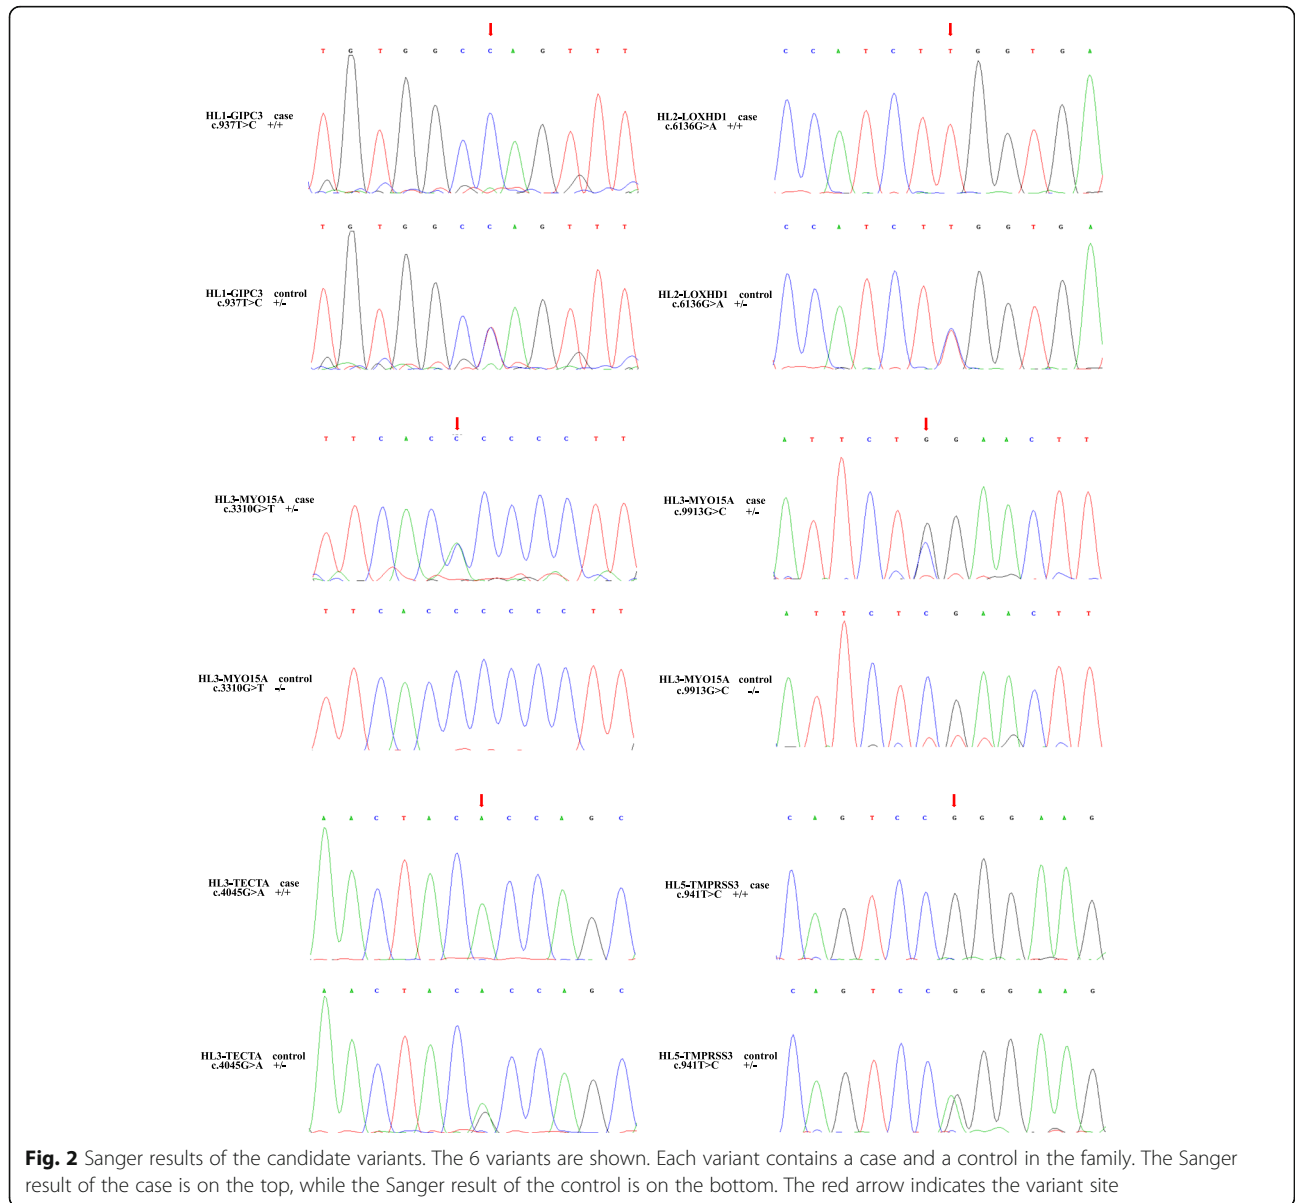 T G T G G C C A G T T T
HL1-GIPC3 case
c.937T>C +/+
T G T G G C C A G T T T
HL1-GIPC3 control
c.937T>C +/-
C C A T C T T G G T G A
HL2-LOXHD1 case
c.6136G>A +/+
C C A T C T T G G T G A
HL2-LOXHD1 control
c.6136G>A +/-
T T C A C C C C C C T T
HL3-MYO15A case
c.3310G>T +/-
T T C A C C C C C C T T
HL3-MYO15A control
c.3310G>T -/-
A T T C T G G A A C T T
HL3-MYO15A case
c.9913G>C +/-
A T T C T C G A A C T T
HL3-MYO15A control
c.9913G>C -/-
A A C T A C A C C A G C
HL3-TECTA case
c.4045G>A +/+
A A C T A C A C C A G C
HL3-TECTA control
c.4045G>A +/-
C A G T C C G G G A A G
HL5-TMPRSS3 case
c.941T>C +/+
C A G T C C G G G A A G
HL5-TMPRSS3 control
c.941T>C +/-
Fig. 2 Sanger results of the candidate variants. The 6 variants are shown. Each variant contains a case and a control in the family. The Sanger
result of the case is on the top, while the Sanger result of the control is on the bottom. The red arrow indicates the variant site